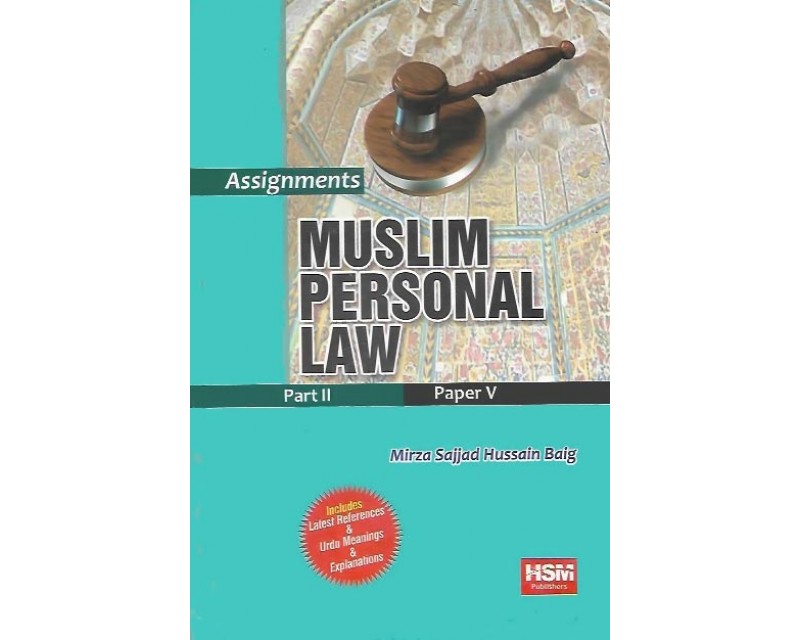 Assignments
MUSLIM
PERSONAL
LAW
Part II Paper V
Mirza Sajjad Hussain Baig
Includes
Latest References
&
Urdu Meanings
&
Explanations
HSM
Publishers